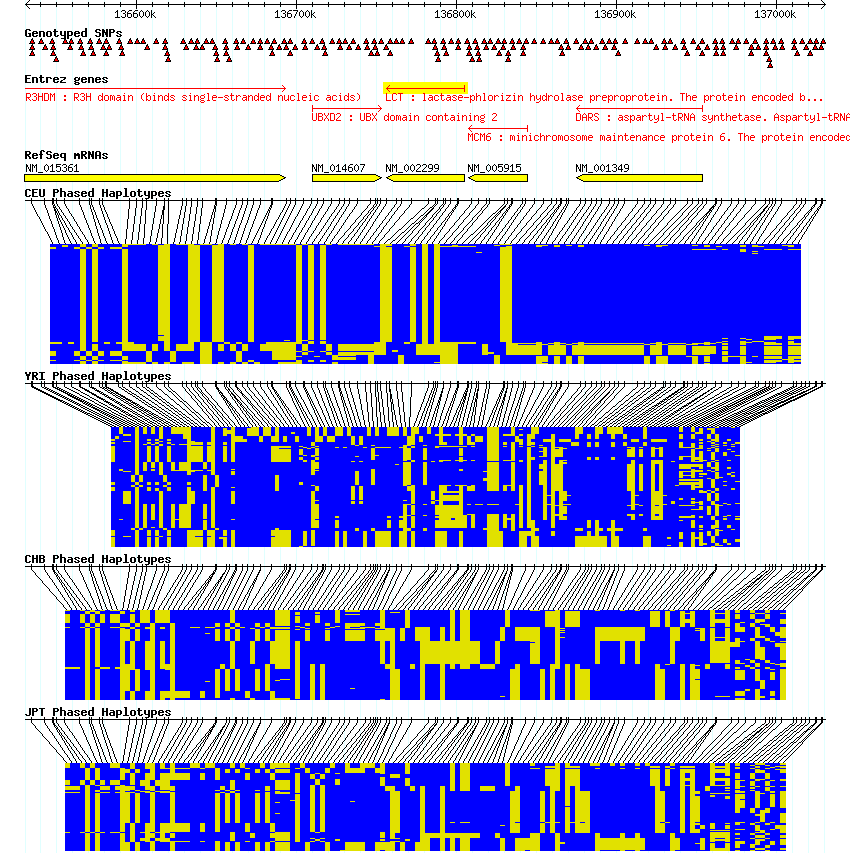 136600k 136700k 136800k 136900k 137000k
Genotyped SNPs
Entrez genes
R3HDM : R3H domain (binds single-stranded nucleic acids) LCT : lactase-phlorizin hydrolase preproprotein. The protein encoded b...
UBXD2 : UBX domain containing 2 DARS : aspartyl-tRNA synthetase. Aspartyl-tRNA
MCM6 : minichromosome maintenance protein 6. The protein encoded
RefSeq mRNAs
NM_015361 NM_014607 NM_002299 NM_005915 NM_001349
CEU Phased Haplotypes
YRI Phased Haplotypes
CHB Phased Haplotypes
JPT Phased Haplotypes